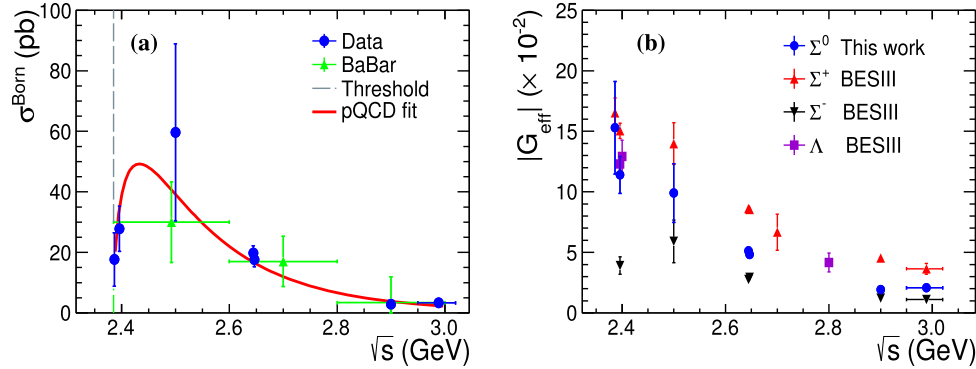 (a)
Data
BaBar
Threshold
pQCD fit
σ^Born (pb)
100
80
60
40
20
0
2.4 2.6 2.8 3.0
√s (GeV)
(b)
Σ⁰ This work
Σ⁺ BESIII
Σ⁻ BESIII
Λ BESIII
|G_eff| (× 10⁻²)
25
20
15
10
5
0
2.4 2.6 2.8 3.0
√s (GeV)